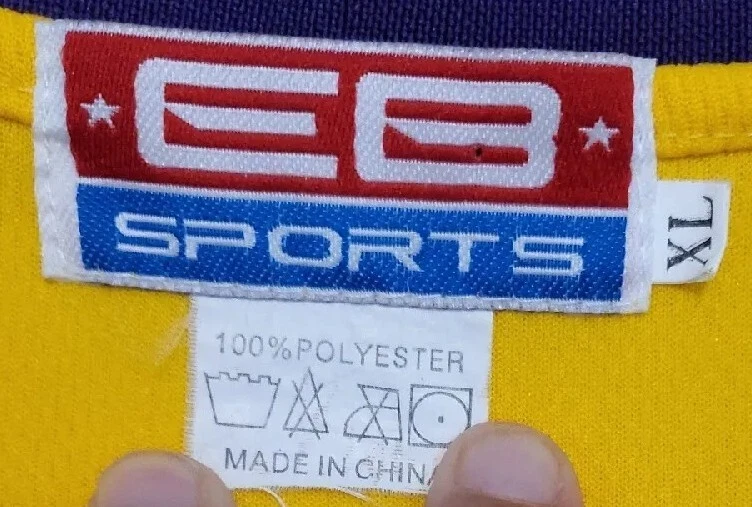 EB
SPORTS
XL
100%POLYESTER
MADE IN CHINA